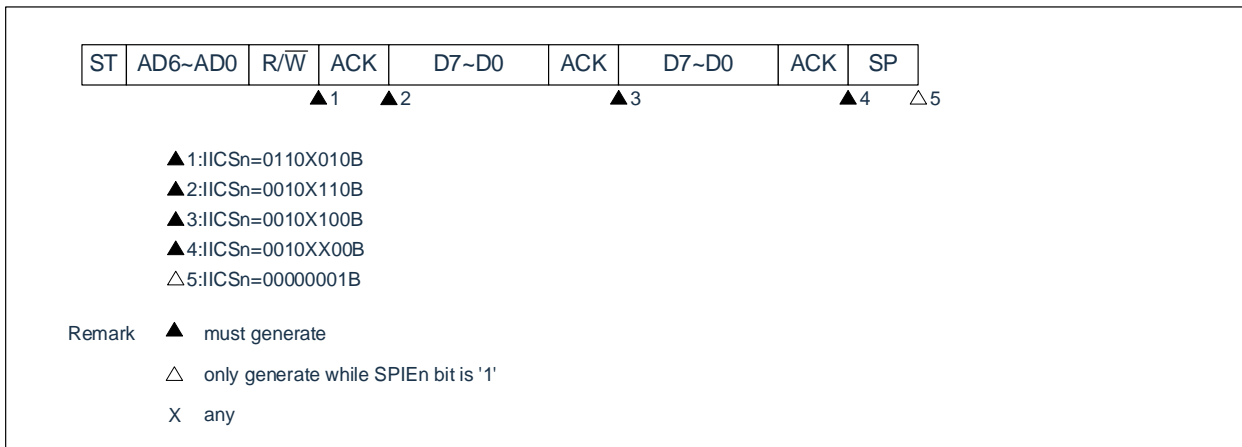 ST AD6~AD0 R/W̅ ACK D7~D0 ACK D7~D0 ACK SP
▲1 ▲2 ▲3 ▲4 △5
▲1:IICSn=0110X010B
▲2:IICSn=0010X110B
▲3:IICSn=0010X100B
▲4:IICSn=0010XX00B
△5:IICSn=00000001B
Remark ▲ must generate
△ only generate while SPIEn bit is '1'
X any